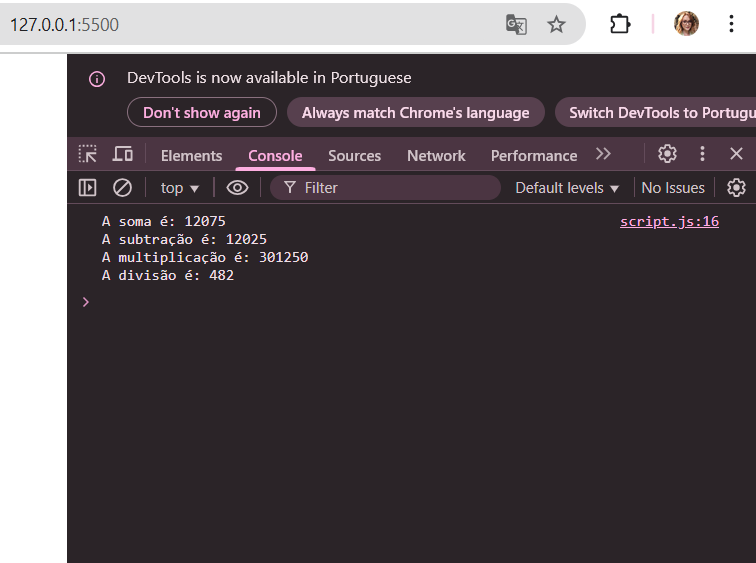 127.0.0.1:5500
DevTools is now available in Portuguese
Don't show again
Always match Chrome's language
Switch DevTools to Portugu
Elements
Console
Sources
Network
Performance
top
Filter
Default levels
No Issues
A soma é: 12075
script.js:16
A subtração é: 12025
A multiplicação é: 301250
A divisão é: 482